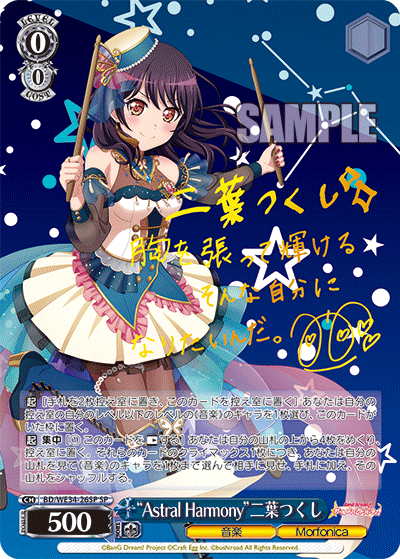 LEVEL
0
0
COST
SAMPLE
二葉つくし
胸を張って輝ける
そんな自分に
なりたいんだ。
起［手札を2枚控え室に置き、このカードを控え室に置く］あなたは自分の
控え室の自分のレベル以下のレベルの《音楽》のキャラを1枚選び、このカードが
いた枠に置く。
起 集中［⓪ このカードをする］あなたは自分の山札の上から4枚をめくり、
控え室に置く。それらのカードのクライマックス1枚につき、あなたは自分の
山札を見て《音楽》のキャラを1枚まで選んで相手に見せ、手札に加え、その
山札をシャッフルする。
CH BD/WE34-26SP SP
500
"Astral Harmony"二葉つくし
音楽
Morfonica
©BanG Dream! Project ©Craft Egg Inc. ©bushiroad All Rights Reserved.